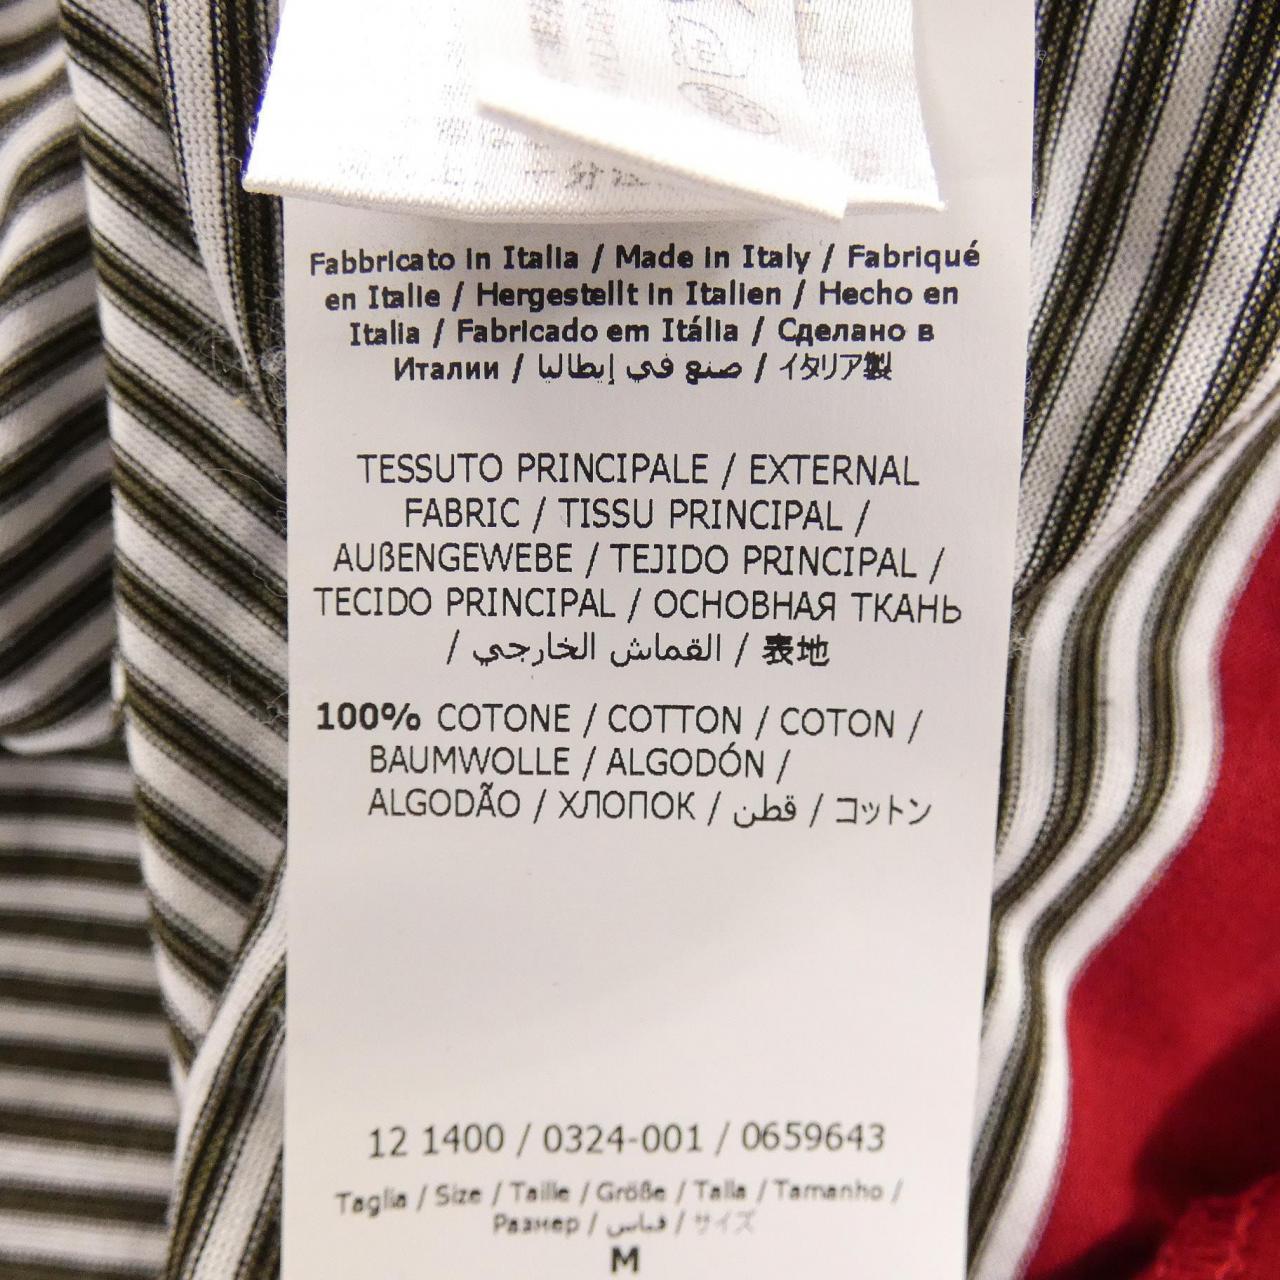 Fabbricato in Italia / Made in Italy / Fabriqué
en Italie / Hergestellt in Italien / Hecho en
Italia / Fabricado em Itália / Сделано в
Италии / صنع في إيطاليا / イタリア製
TESSUTO PRINCIPALE / EXTERNAL
FABRIC / TISSU PRINCIPAL /
AUßENGEWEBE / TEJIDO PRINCIPAL /
TECIDO PRINCIPAL / ОСНОВНАЯ ТКАНЬ
/ القماش الخارجي / 表地
100% COTONE / COTTON / COTON /
BAUMWOLLE / ALGODÓN /
ALGODÃO / ХЛОПОК / قطن / コットン
12 1400 / 0324-001 / 0659643
Taglia / Size / Taille / Größe / Talla / Tamanho /
Размер / قياس / サイズ
M